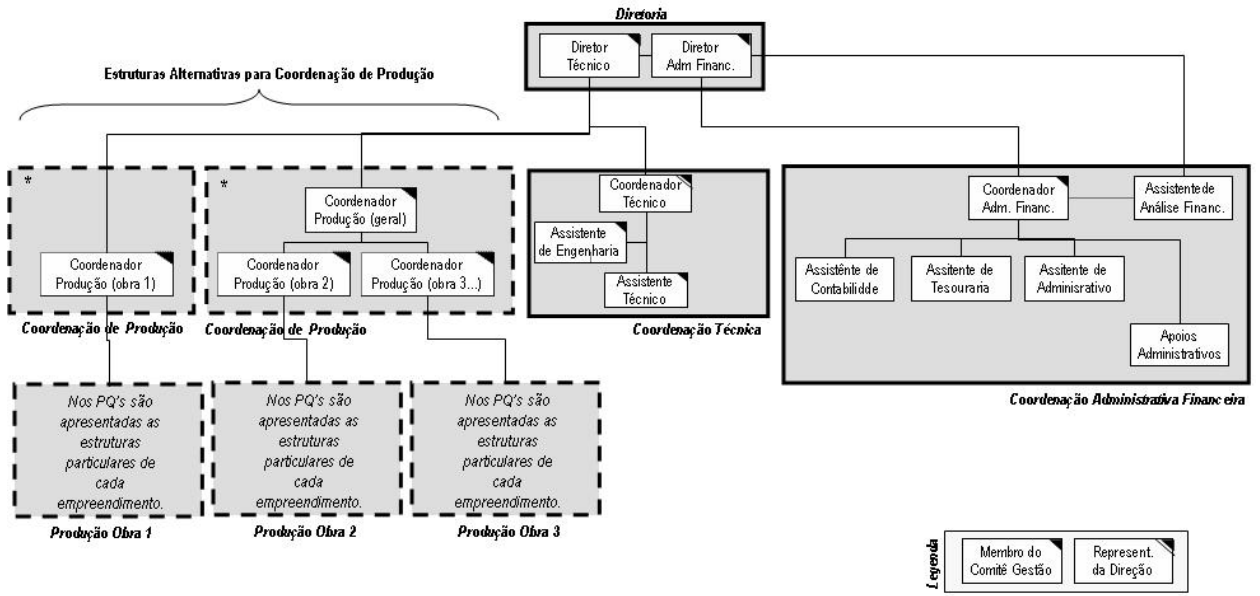 Diretoria
Diretor
Técnico
Diretor
Adm Financ.
Estruturas Alternativas para Coordenação de Produção
*
Coordenador
Produção (obra 1)
Coordenação de Produção
*
Coordenador
Produção (geral)
Coordenador
Produção (obra 2)
Coordenador
Produção (obra 3...)
Coordenação de Produção
Coordenador
Técnico
Assistente
de Engenharia
Assistente
Técnico
Coordenação Técnica
Coordenador
Adm. Financ.
Assistente de
Análise Financ.
Assistênte de
Contabilidde
Assitente de
Tesouraria
Assitente de
Adminisrativo
Apoios
Administrativos
Coordenação Administrativa Financeira
Nos PQ's são
apresentadas as
estruturas
particulares de
cada
empreendimento.
Produção Obra 1
Nos PQ's são
apresentadas as
estruturas
particulares de
cada
empreendimento.
Produção Obra 2
Nos PQ's são
apresentadas as
estruturas
particulares de
cada
empreendimento.
Produção Obra 3
Legenda
Membro do
Comitê Gestão
Represent.
da Direção